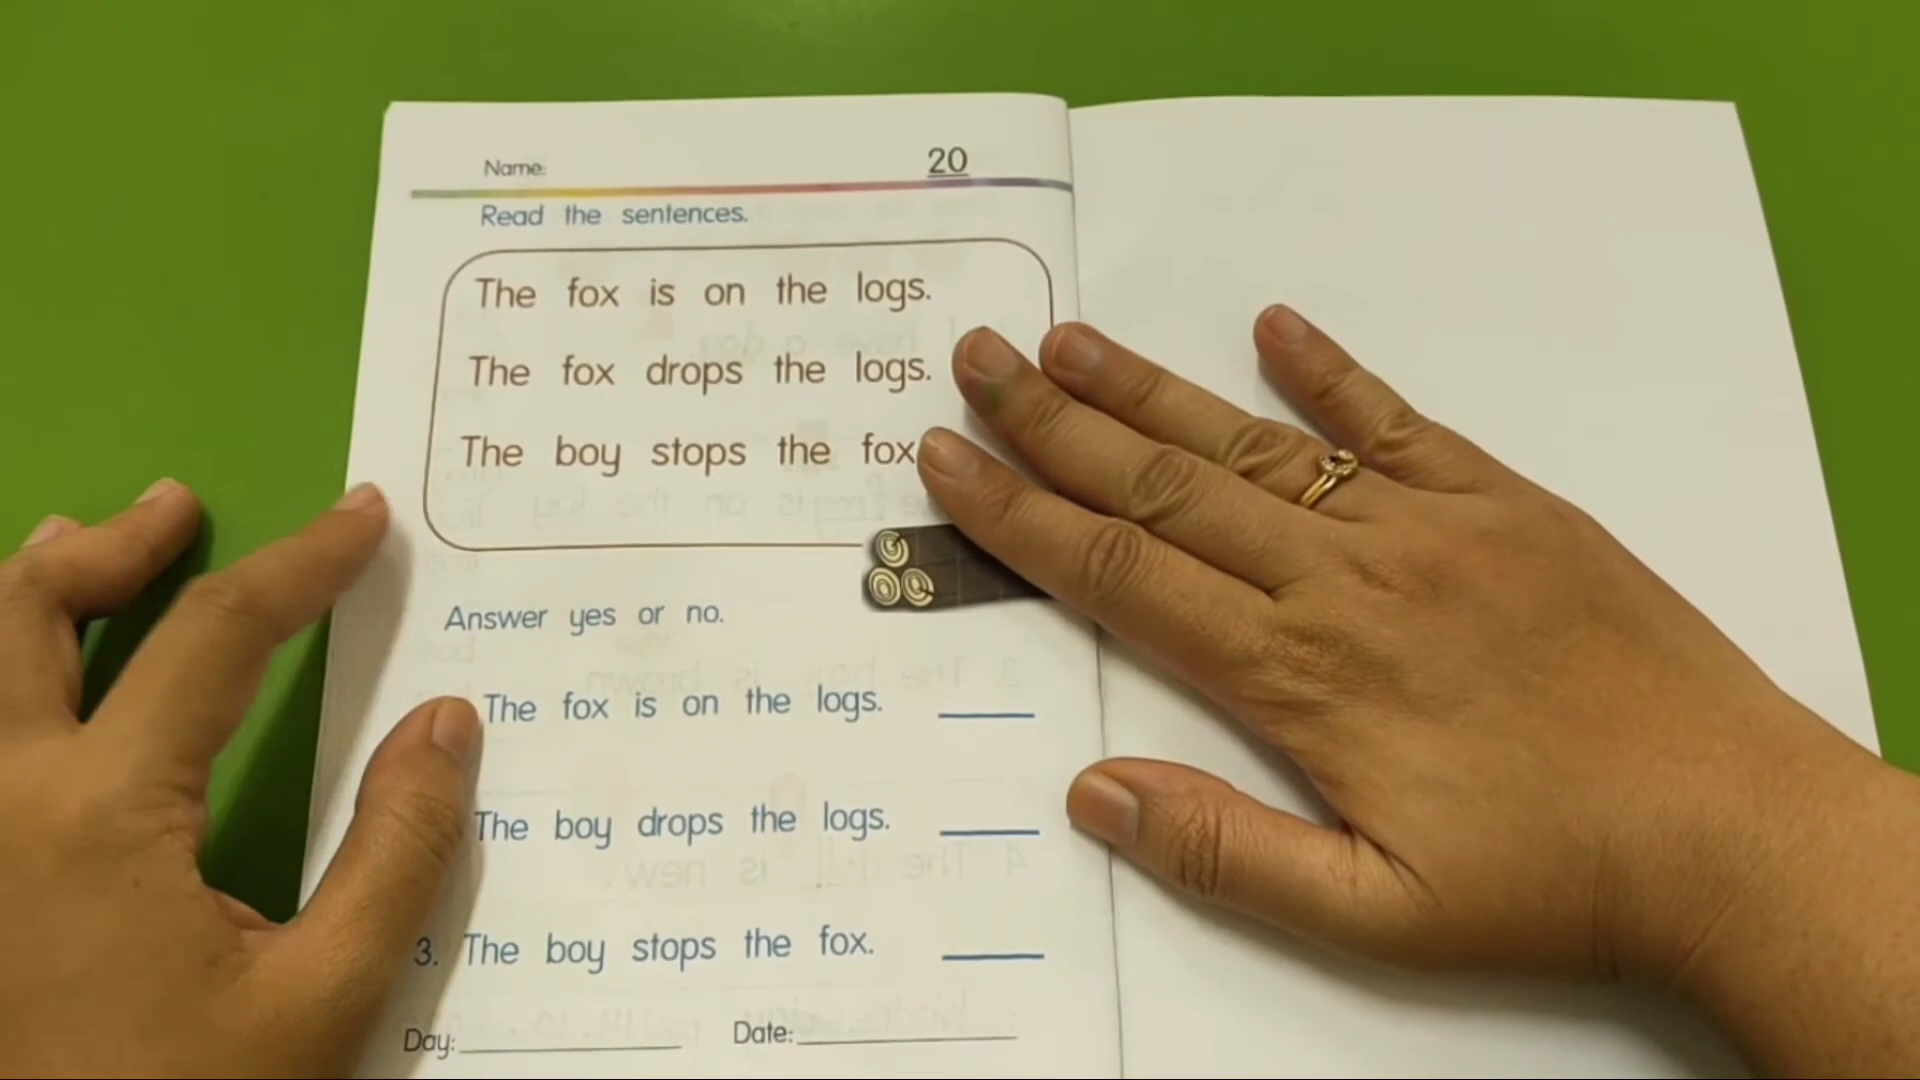 Name:
20
Read the sentences.
The fox is on the logs.
The fox drops the logs.
The boy stops the fox
Answer yes or no.
The fox is on the logs.
The boy drops the logs.
3. The boy stops the fox.
Day: Date: